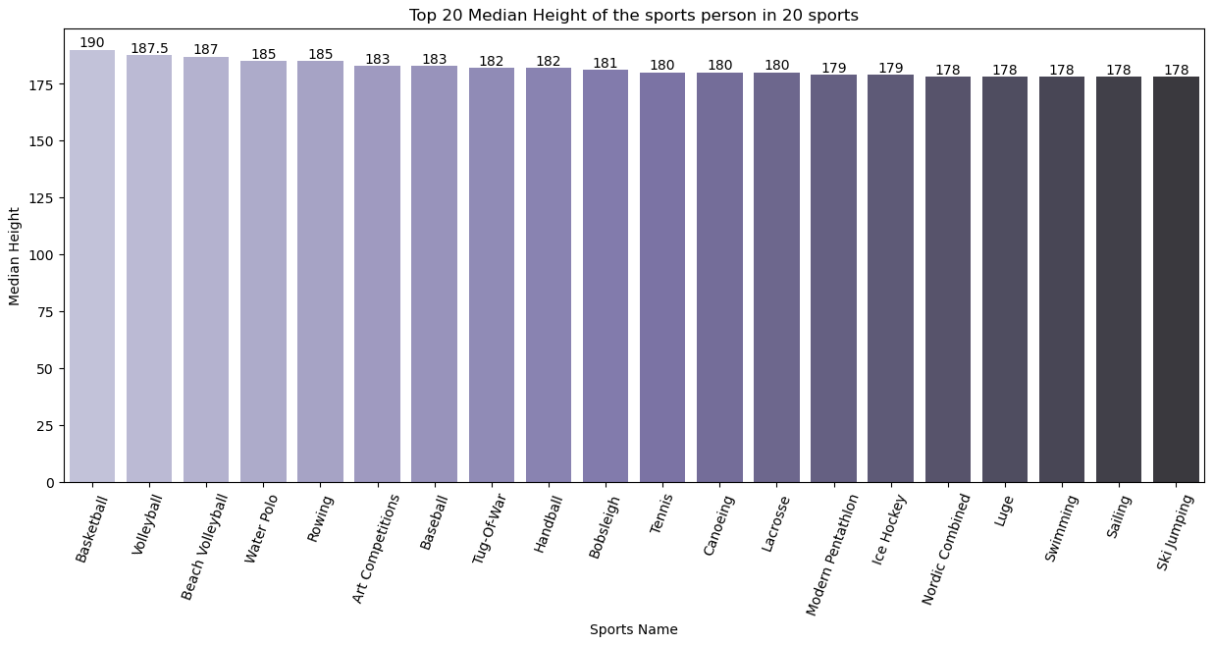 Top 20 Median Height of the sports person in 20 sports
190
187.5
187
185
185
183
183
182
182
181
180
180
180
179
179
178
178
178
178
178
175
150
125
100
75
50
25
0
Median Height
Basketball
Volleyball
Beach Volleyball
Water Polo
Rowing
Art Competitions
Baseball
Tug-Of-War
Handball
Bobsleigh
Tennis
Canoeing
Lacrosse
Modern Pentathlon
Ice Hockey
Nordic Combined
Luge
Swimming
Sailing
Ski Jumping
Sports Name